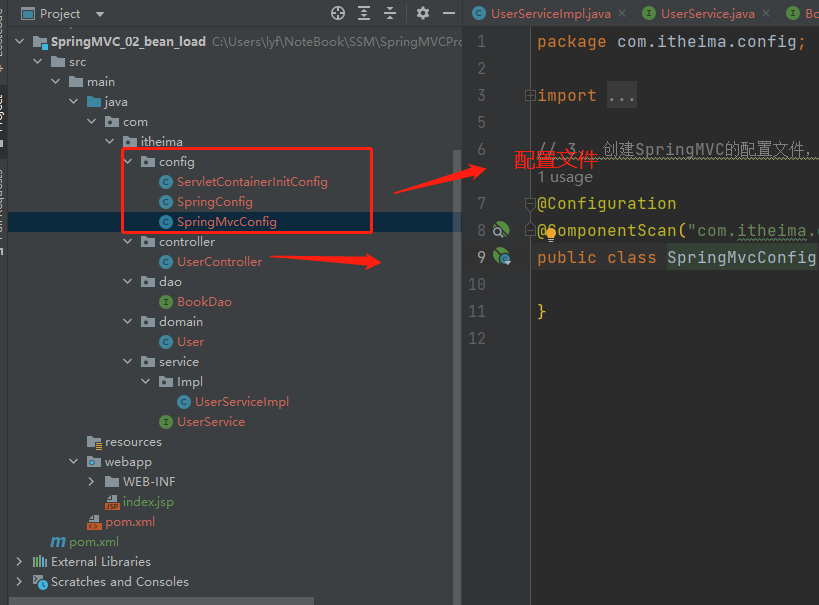 Project
SpringMVC_02_bean_load C:\Users\lyf\NoteBook\SSM\SpringMVCPro
src
main
java
com
itheima
config
ServletContainerInitConfig
SpringConfig
SpringMvcConfig
controller
UserController
dao
BookDao
domain
User
service
Impl
UserServiceImpl
UserService
resources
webapp
WEB-INF
index.jsp
pom.xml
pom.xml
External Libraries
Scratches and Consoles
UserServiceImpl.java UserService.java
1 package com.itheima.config;
2
3 import ...
5
6 // 3、 创建SpringMVC的配置文件,
配置文件
1 usage
7 @Configuration
8 @ComponentScan("com.itheima.
9 public class SpringMvcConfig
10
11 }
12